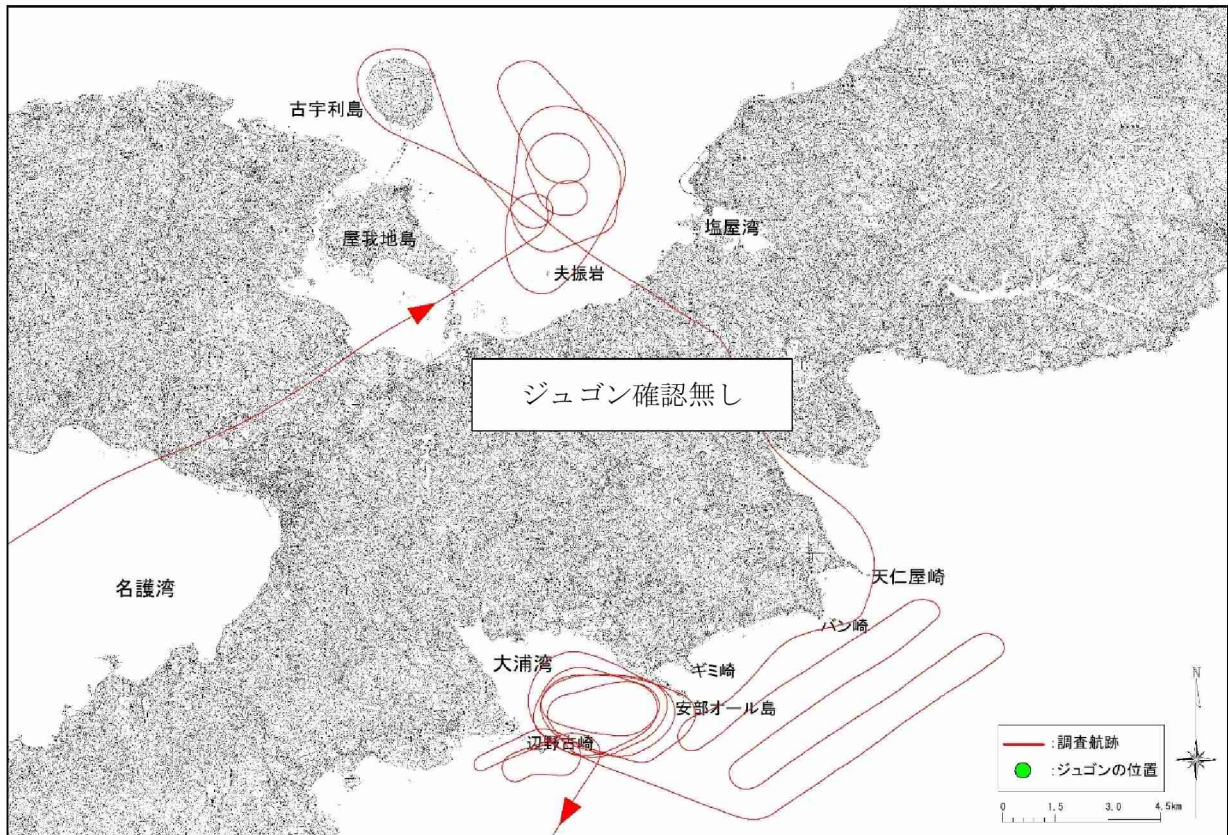 古宇利島
屋我地島
塩屋湾
夫振岩
ジュゴン確認無し
名護湾
天仁屋崎
バン崎
大浦湾
ギミ崎
安部オール島
辺野古崎
N
:調査航跡
:ジュゴンの位置
0 1.5 3.0 4.5km